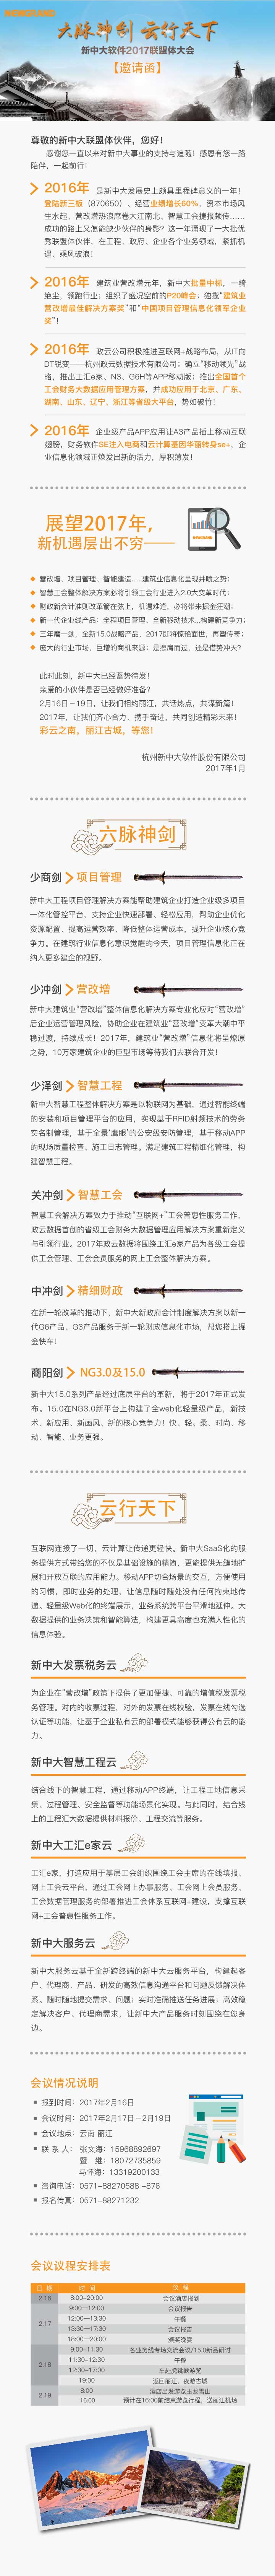 NEWGRAND
六脉神剑 云行天下
新中大软件2017联盟体大会
【邀请函】
尊敬的新中大联盟体伙伴，您好！
感谢您一直以来对新中大事业的支持与追随！感恩有您一路
陪伴，一起前行！
2016年 是新中大发展史上颇具里程碑意义的一年！
登陆新三板（870650）、经营业绩增长60%、资本市场风
生水起、营改增热浪席卷大江南北、智慧工会捷报频传……
成功的路上又怎能缺少伙伴的身影？这一年涌现了一大批优
秀联盟体伙伴，在工程、政府、企业各个业务领域，紧抓机
遇、乘风破浪！
2016年 建筑业营改增元年，新中大批量中标，一骑
绝尘，领跑行业；组织了盛况空前的P20峰会；独揽“建筑业
营改增最佳解决方案奖”和“中国项目管理信息化领军企业
奖”！
2016年 政云公司积极推进互联网+战略布局，从IT向
DT锐变——杭州政云数据技术有限公司；确立“移动领先”战
略，推出工汇e家、N3、G6H等APP移动版；推出全国首个
工会财务大数据应用管理方案，并成功应用于北京、广东、
湖南、山东、辽宁、浙江等省级大平台，势如破竹！
2016年 企业级产品APP应用让A3产品插上移动互联
翅膀，财务软件SE注入电商和云计算基因华丽转身se+，企
业信息化领域正焕发出新的活力，厚积薄发！
展望2017年，
新机遇层出不穷——
NEWGRAND
营改增、项目管理、智能建造……建筑业信息化呈现井喷之势；
智慧工会整体解决方案必将引领工会行业进入2.0大变革时代；
财政新会计准则改革箭在弦上，机遇难逢，必将带来掘金狂潮；
新一代企业线产品：全程项目管理、全新移动技术...构建新竞争力；
三年磨一剑，全新15.0战略产品，2017即将惊艳面世，再塑传奇；
庞大的行业市场，巨增的商机来源；是擦肩而过，还是借势冲天？
此时此刻，新中大已经蓄势待发！
亲爱的小伙伴是否已经做好准备？
2月16日－19日，让我们相约丽江，共话热点，共谋新篇！
2017年，让我们齐心合力、携手奋进，共同创造精彩未来！
彩云之南，丽江古城，等您！
杭州新中大软件股份有限公司
2017年1月
六脉神剑
少商剑 项目管理
新中大工程项目管理解决方案能帮助建筑企业打造企业级多项目
一体化管控平台，支持企业快速部署、轻松应用，帮助企业优化
资源配置、提高运营效率、降低整体运营成本，提升企业核心竞
争力。在建筑行业信息化意识觉醒的今天，项目管理信息化正在
纳入更多建企的视野。
少冲剑 营改增
新中大建筑业“营改增”整体信息化解决方案专业化应对“营改增”
后企业运营管理风险，协助企业在建筑业“营改增”变革大潮中平
稳过渡，持续成长！2017年，建筑业“营改增”信息化将呈燎原
之势，10万家建筑企业的巨型市场等待我们去联合开发！
少泽剑 智慧工程
新中大智慧工程整体解决方案是以物联网为基础，通过智能终端
的安装和项目管理平台的应用，实现基于RFID射频技术的劳务
实名制管理，基于全景‘鹰眼’的公安级安防管理，基于移动APP
的现场质量检查、施工日志管理。满足建筑工程精细化管理，构
建智慧工程。
关冲剑 智慧工会
智慧工会解决方案致力于推动“互联网+”工会普惠性服务工作，
政云数据首创的省级工会财务大数据管理应用解决方案重新定义
与引领行业。2017年政云数据将围绕工汇e家产品为各级工会提
供工会管理、工会会员服务的网上工会整体解决方案。
中冲剑 精细财政
在新一轮改革的推动下，新中大新政府会计制度解决方案以新一
代G6产品、G3产品服务于新一轮财政信息化市场，帮您搭上掘
金快车！
商阳剑 NG3.0及15.0
新中大15.0系列产品经过底层平台的革新，将于2017年正式发
布。15.0在NG3.0新平台上构建了全web化轻量级产品，新技
术、新应用、新画风、新的核心竞争力！快、轻、柔、时尚、移
动、智能、业务更强。
云行天下
互联网连接了一切，云计算让传递更轻快。新中大SaaS化的服
务提供方式带给您的不仅是基础设施的精简，更能提供无缝地扩
展和开放互联的应用能力。移动APP切合场景的交互，方便使用
的习惯，即时业务的处理，让信息随时随处没有任何拘束地传
递。轻量级Web化的终端展示，业务系统跨平台平滑地延伸。大
数据提供的业务决策和智能算法，构建更具高度也充满人性化的
信息体验。
新中大发票税务云
为企业在“营改增”政策下提供了更加便捷、可靠的增值税发票税
务管理。对内的收票过程，对外的发票在线校验，发票在线勾选
认证等功能，让基于企业私有云的部署模式能够获得公有云的能
力。
新中大智慧工程云
结合线下的智慧工程，通过移动APP终端，让工程工地信息采
集、过程管理、安全监督等功能场景化实现。与此同时，结合线
上的工程汇大数据提供材料报价、工程交流等服务。
新中大工汇e家云
工汇e家，打造应用于基层工会组织围绕工会主席的在线填报、
网上工会云平台，通过工会网上办事服务、工会网上会员服务、
工会数据管理服务的部署推进工会体系互联网+建设，支撑互联
网+工会普惠性服务工作。
新中大服务云
新中大服务云基于全新跨终端的新中大云服务平台，构建起客
户、代理商、产品、研发的高效信息沟通平台和问题反馈解决体
系。随时随地提交需求、问题；实时准确推送任务进展；高效稳
定解决客户、代理商需求，让新中大产品服务时刻围绕在您身
边。
会议情况说明
报到时间：2017年2月16日
会议时间：2017年2月17日－2月19日
会议地点：云南 丽江
联 系 人： 张文海：15968892697
暨 继：18072735859
马怀海：13319200133
咨询电话：0571-88270588 -876
报名传真：0571-88271232
会议议程安排表
日 期 时 间 议 程
2.16 8:00-20:00 会议酒店报到
2.17 9:00—12:00 会议报告
12:00—13:30 午餐
13:30—17:30 会议报告
18:00—20:00 颁奖晚宴
2.18 9:00-11:30 各业务线专场交流会议/15.0新品研讨
11:30-12:30 午餐
12:30-17:00 车赴虎跳峡游览
19:00 返回丽江，夜游古城
2.19 8:00 酒店出发游览玉龙雪山
16:00 预计在16:00前结束游览行程，送丽江机场